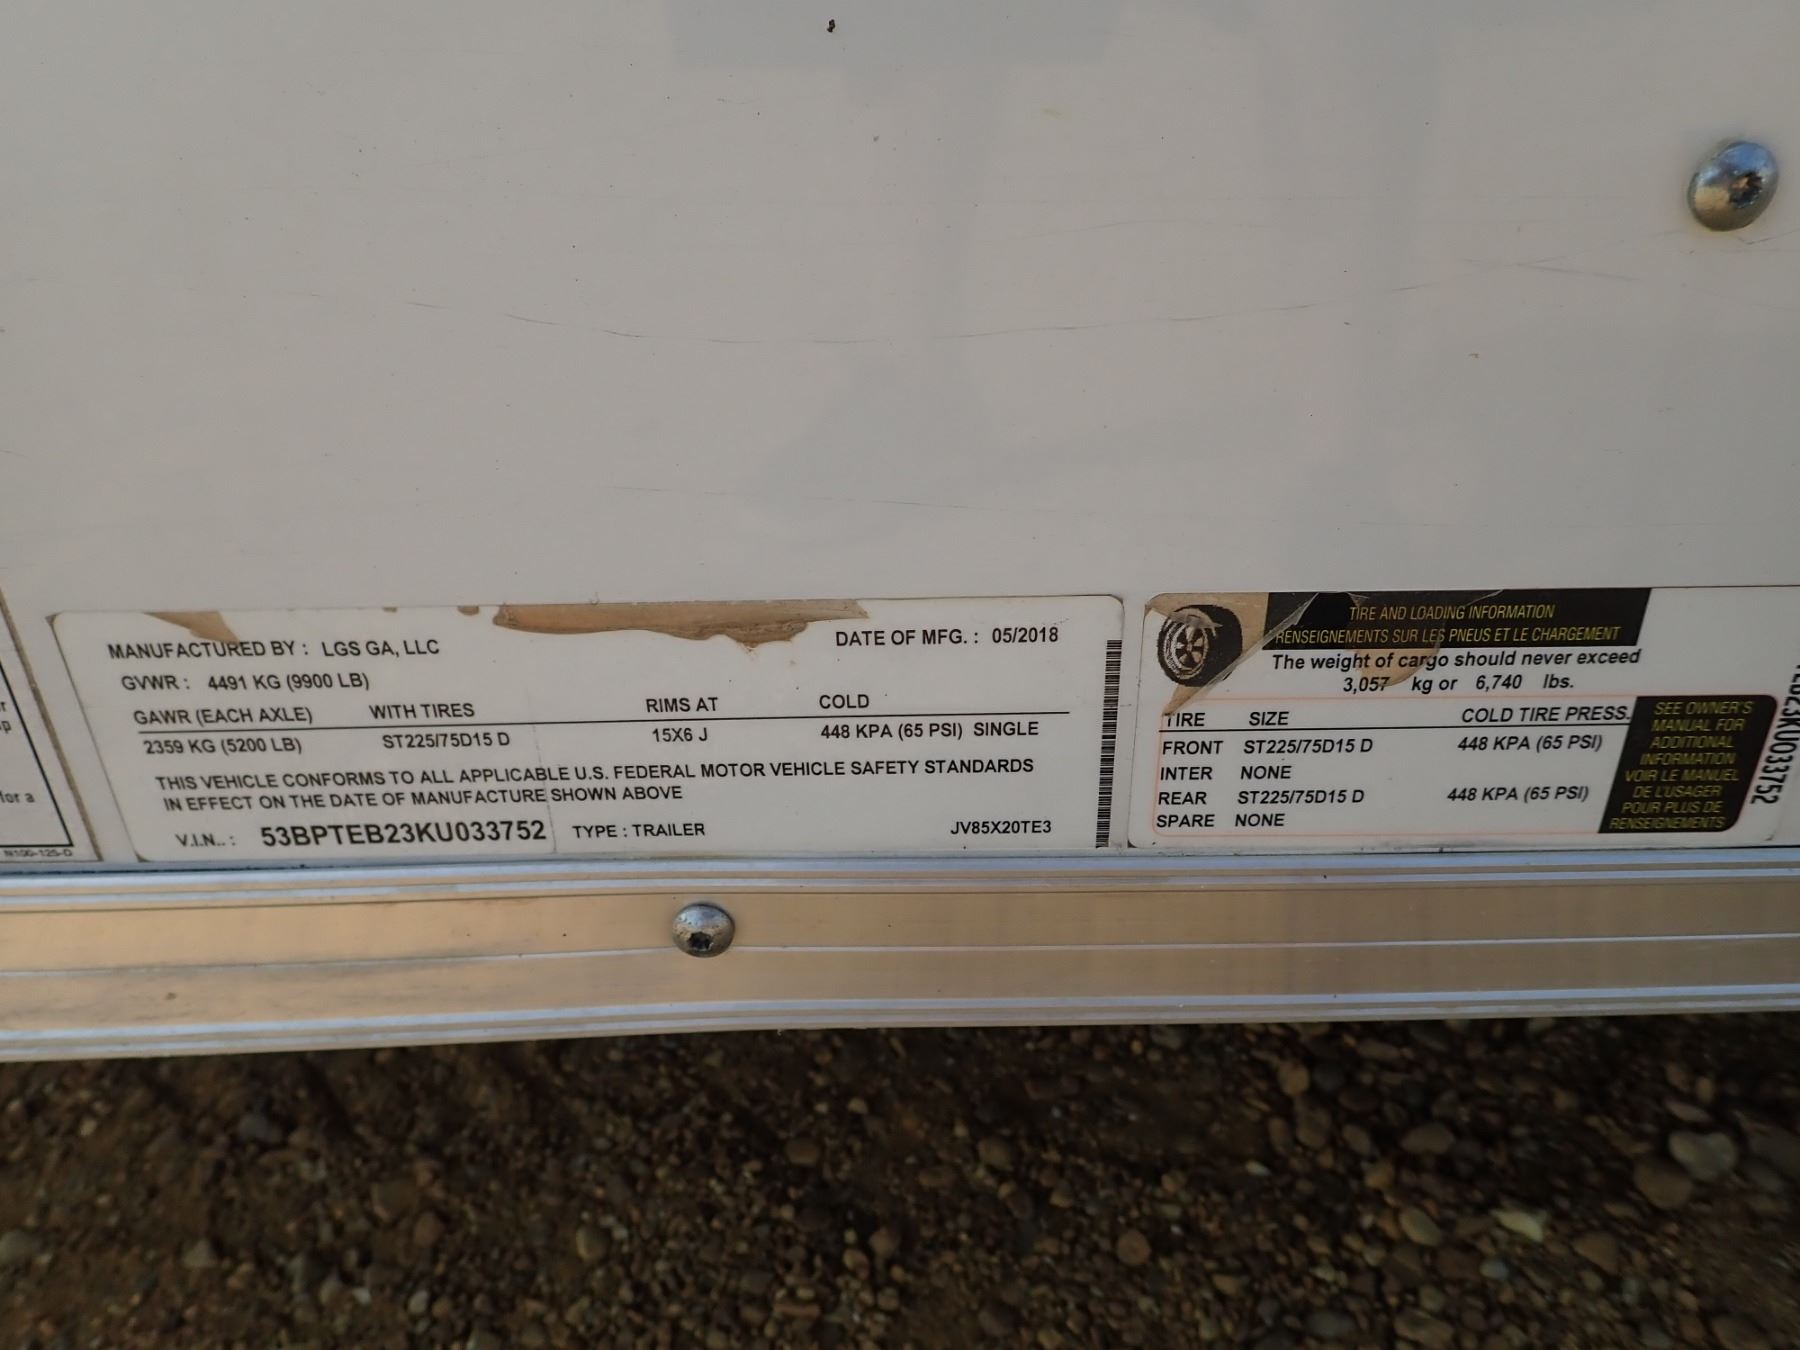 MANUFACTURED BY : LGS GA, LLC
DATE OF MFG. : 05/2018
GVWR : 4491 KG (9900 LB)
GAWR (EACH AXLE) WITH TIRES RIMS AT COLD
2359 KG (5200 LB) ST225/75D15 D 15X6 J 448 KPA (65 PSI) SINGLE
THIS VEHICLE CONFORMS TO ALL APPLICABLE U.S. FEDERAL MOTOR VEHICLE SAFETY STANDARDS
IN EFFECT ON THE DATE OF MANUFACTURE SHOWN ABOVE
V.I.N.. : 53BPTEB23KU033752 TYPE : TRAILER JV85X20TE3
TIRE AND LOADING INFORMATION
RENSEIGNEMENTS SUR LES PNEUS ET LE CHARGEMENT
The weight of cargo should never exceed
3,057 kg or 6,740 lbs.
TIRE SIZE COLD TIRE PRESS.
FRONT ST225/75D15 D 448 KPA (65 PSI)
INTER NONE
REAR ST225/75D15 D 448 KPA (65 PSI)
SPARE NONE
SEE OWNER'S
MANUAL FOR
ADDITIONAL
INFORMATION
VOIR LE MANUEL
DE L'USAGER
POUR PLUS DE
RENSEIGNEMENTS
EB23KU033752
for a
N100-125-D